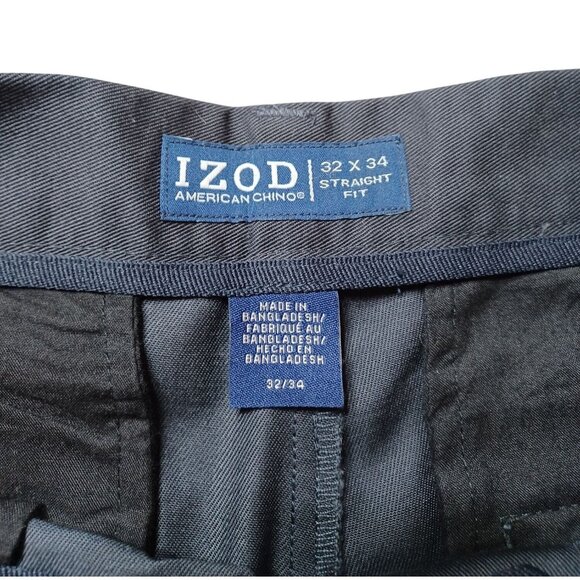 IZOD
AMERICAN CHINO®
32 X 34
STRAIGHT
FIT
MADE IN
BANGLADESH/
FABRIQUÉ AU
BANGLADESH/
HECHO EN
BANGLADESH
32/34